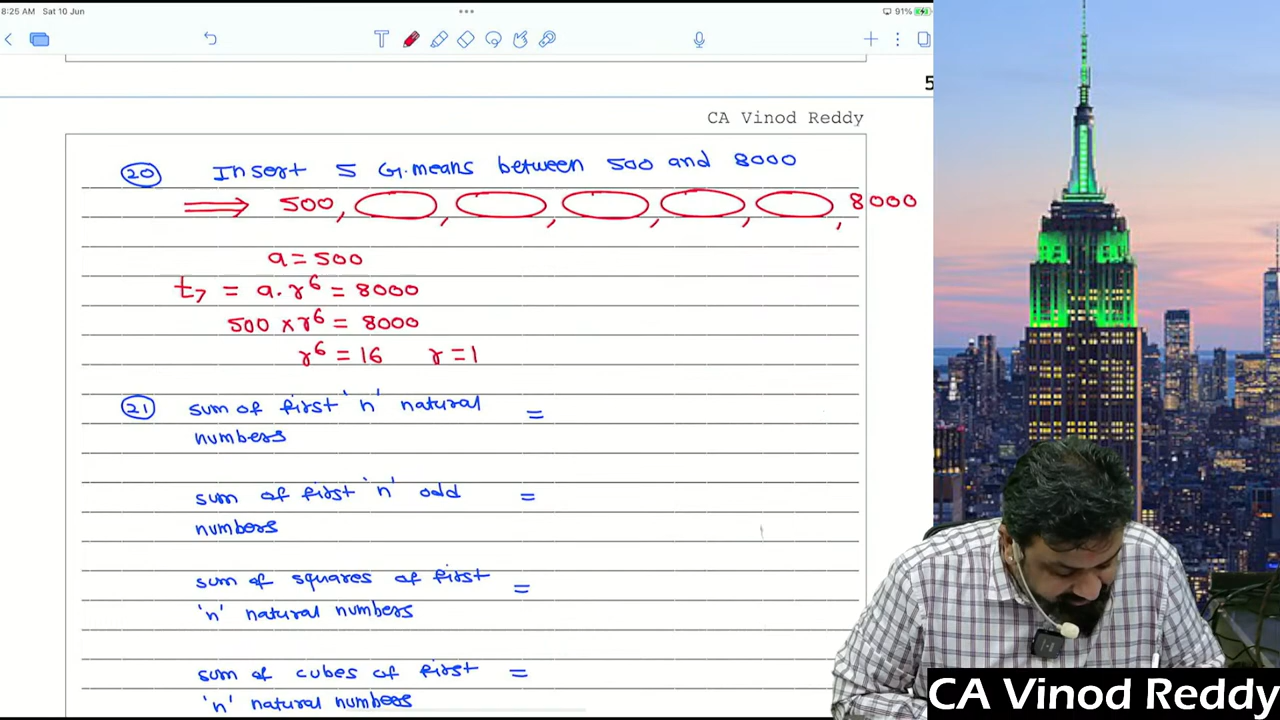 8:25 AM Sat 10 Jun
91%
T
5
CA Vinod Reddy
20 Insert 5 G.means between 500 and 8000
⇒ 500, , , , , , 8000
a = 500
t₇ = a.r⁶ = 8000
500 × r⁶ = 8000
r⁶ = 16 r = 1
21 sum of first 'n' natural =
numbers
sum of first 'n' odd =
numbers
sum of squares of first =
'n' natural numbers
sum of cubes of first =
'n' natural numbers
CA Vinod Reddy